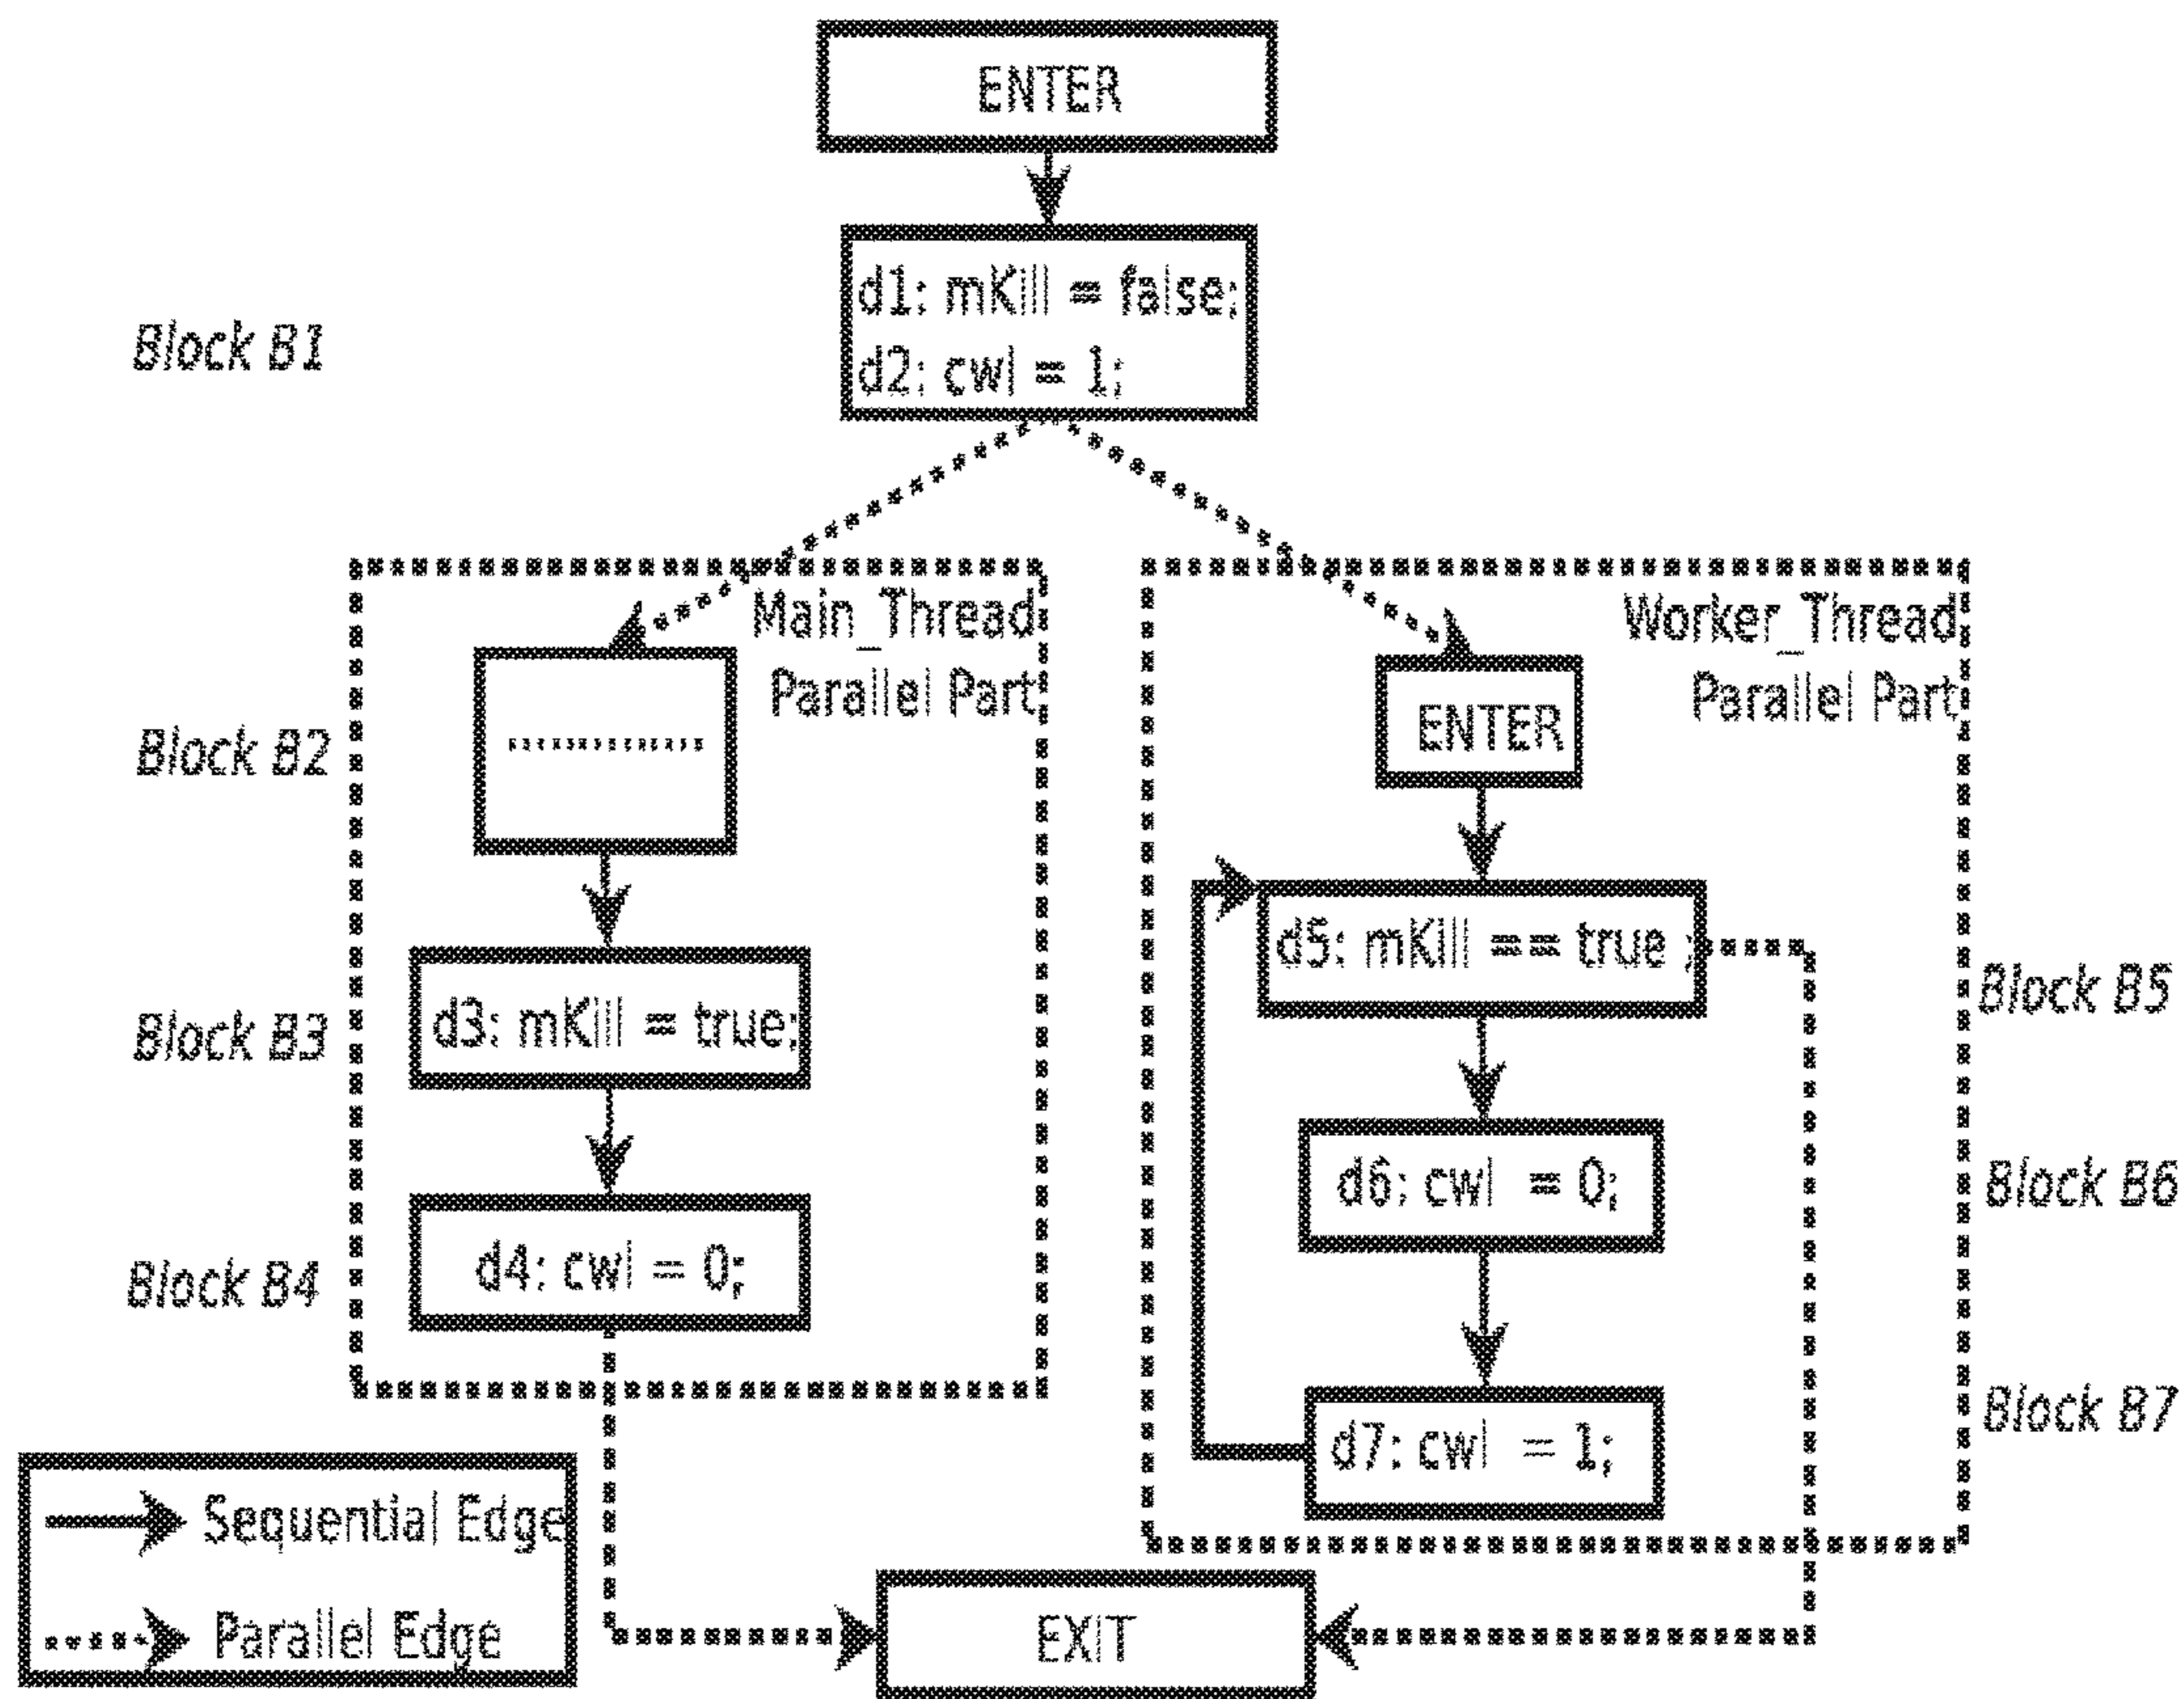 ENTER
Block B1
d1: mKill = false;
d2: cwl = 1;
Main_Thread
Parallel Part
Worker_Thread
Parallel Part
Block B2
............
ENTER
Block B3
d3: mKill = true;
d5: mKill == true ;
Block B5
Block B4
d4: cwl = 0;
d6: cwl = 0;
Block B6
d7: cwl = 1;
Block B7
Sequential Edge
Parallel Edge
EXIT